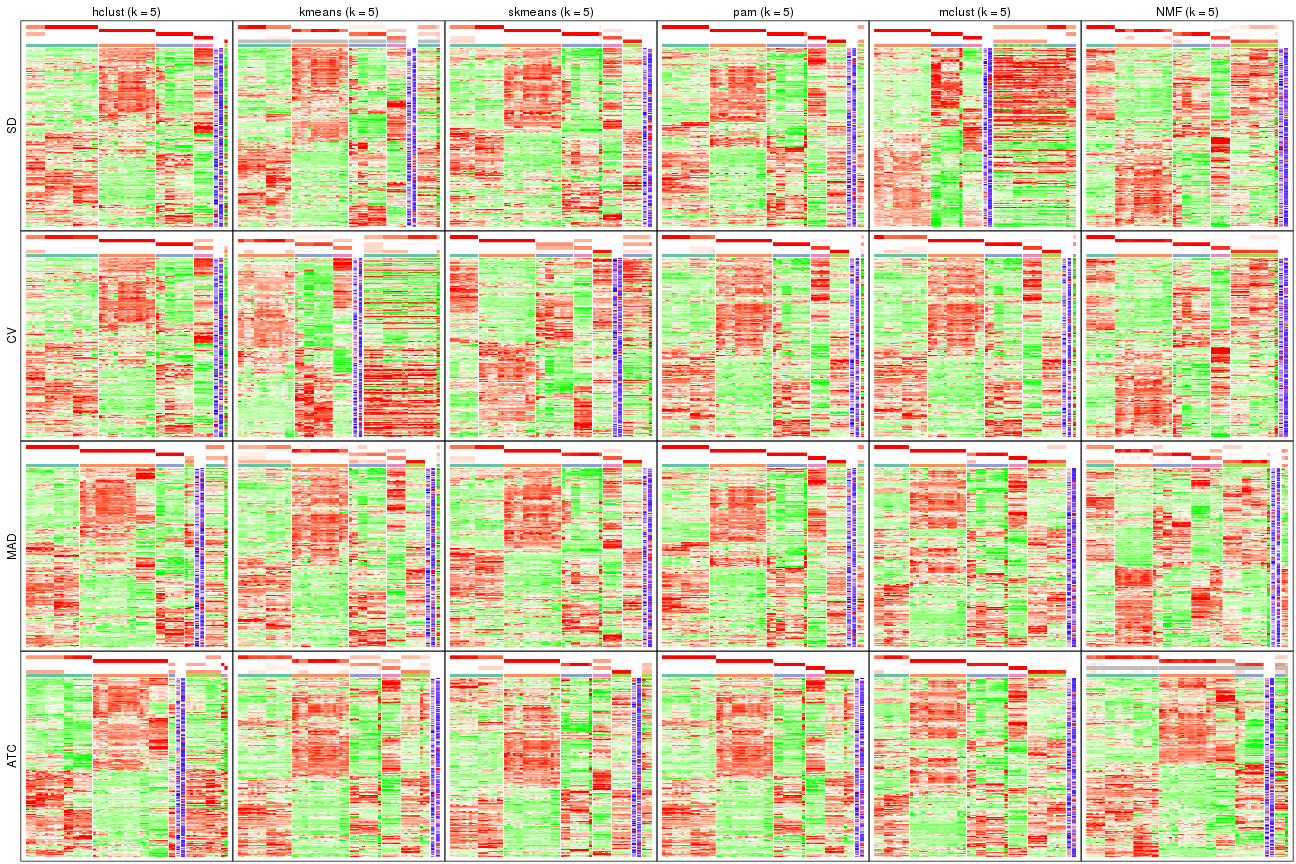 hclust (k = 5) kmeans (k = 5) skmeans (k = 5) pam (k = 5) mclust (k = 5) NMF (k = 5)
SD
CV
MAD
ATC